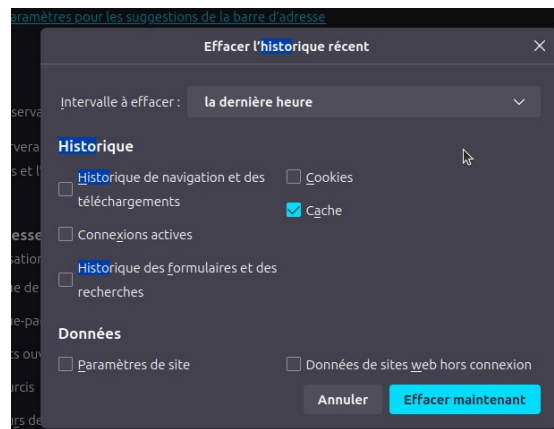 aramètres pour les suggestions de la barre d'adresse
Effacer l'historique récent
Intervalle à effacer : la dernière heure
Historique
Historique de navigation et des
téléchargements
Cookies
Cache
Connexions actives
Historique des formulaires et des
recherches
Données
Paramètres de site
Données de sites web hors connexion
Annuler
Effacer maintenant